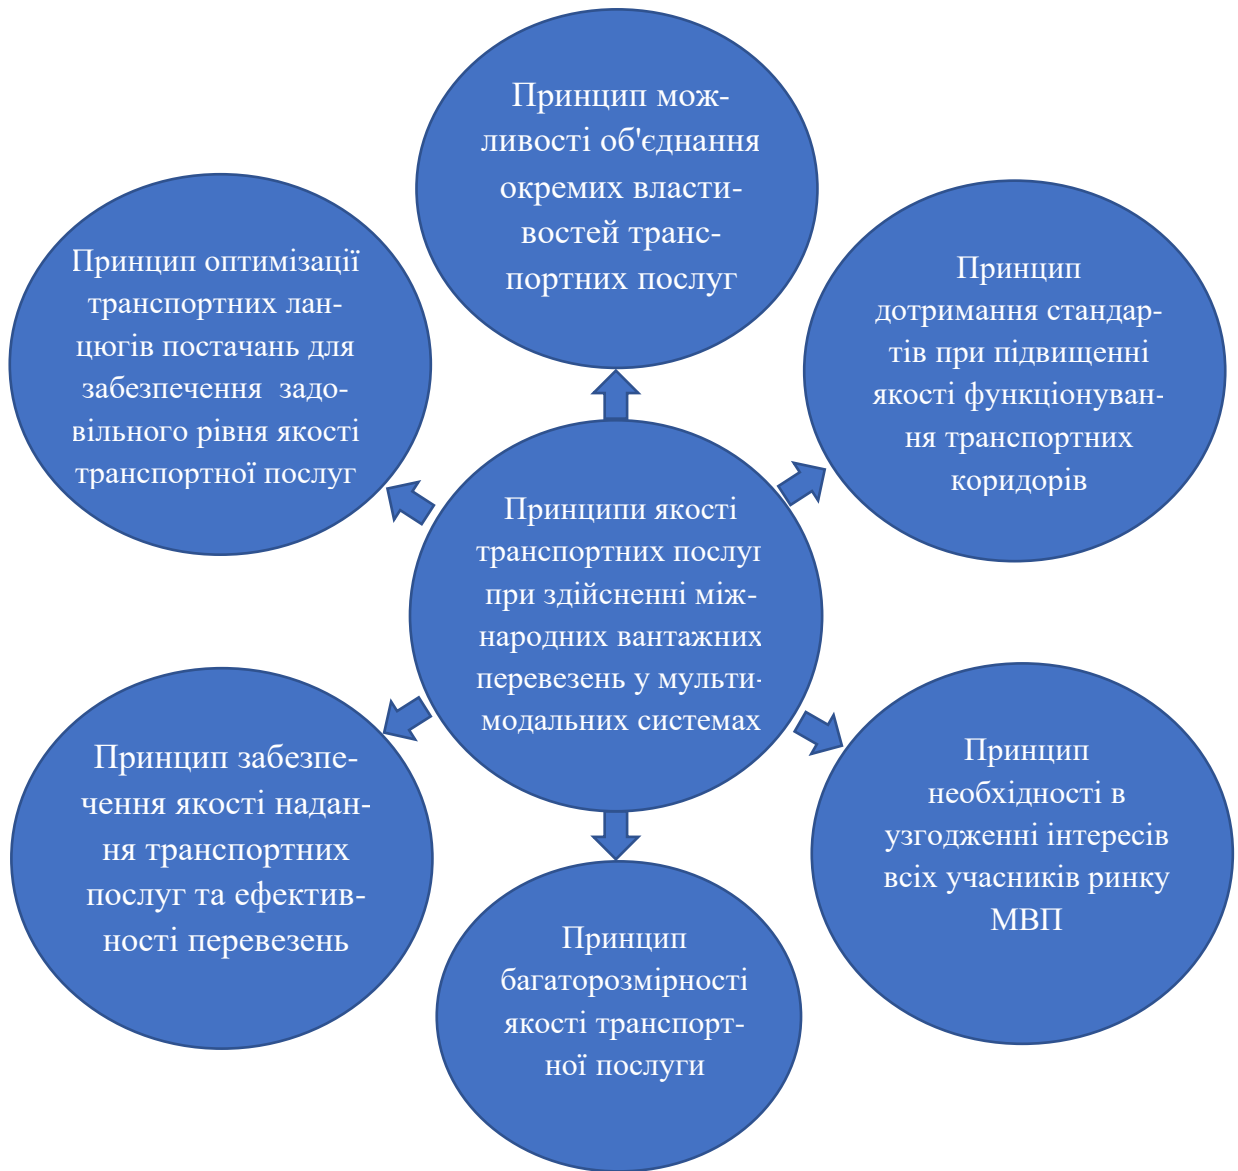 Принцип мож-
ливості об'єднання
окремих власти-
востей транс-
портних послуг
Принцип оптимізації
транспортних лан-
цюгів постачань для
забезпечення  задо-
вільного рівня якості
транспортної послуг
Принцип
дотримання стандар-
тів при підвищенні
якості функціонуван-
ня транспортних
коридорів
Принципи якості
транспортних послуг
при здійсненні між-
народних вантажних
перевезень у мульти-
модальних системах
Принцип забезпе-
чення якості надан-
ня транспортних
послуг та ефектив-
ності перевезень
Принцип
необхідності в
узгодженні інтересів
всіх учасників ринку
МВП
Принцип
багаторозмірності
якості транспорт-
ної послуги